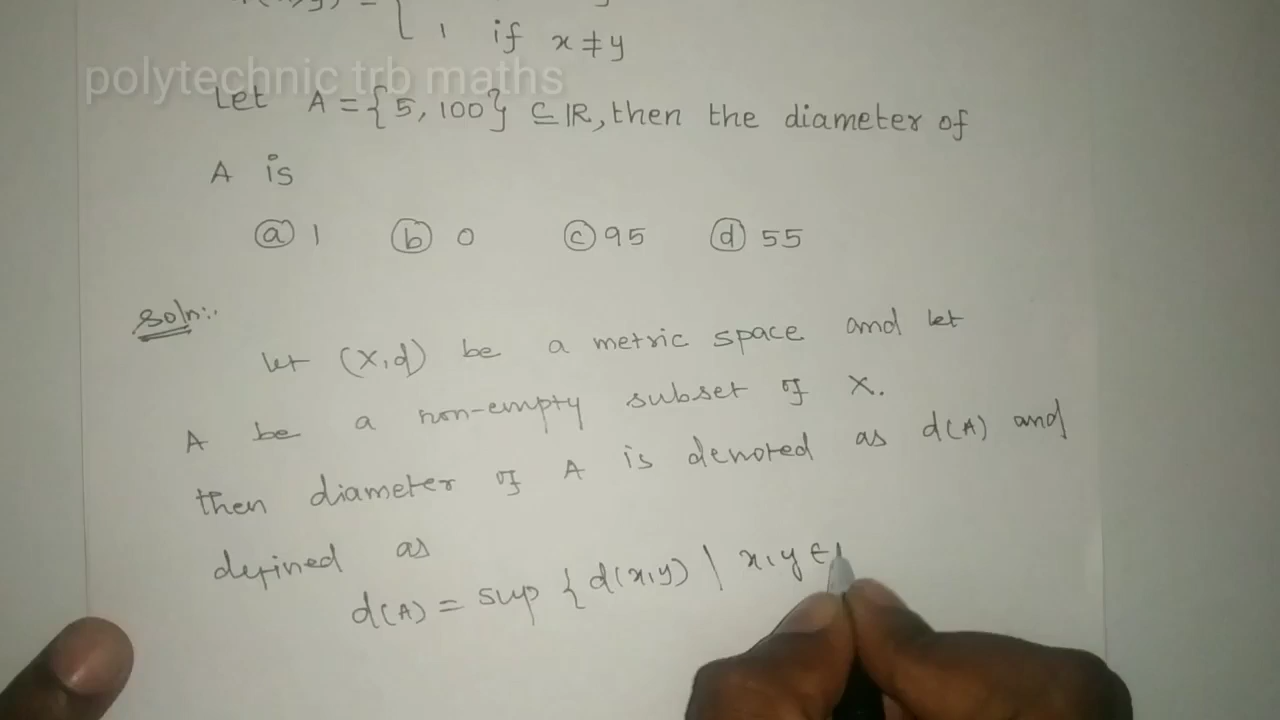 1 if x ≠ y
polytechnic trb maths
Let A = {5, 100} ⊆ ℝ, then the diameter of
A is
ⓐ 1 ⓑ 0 ⓒ 95 ⓓ 55
Soln:.
let (X,d) be a metric space and let
A be a non-empty subset of X.
then diameter of A is denoted as d(A) and
defined as
d(A) = sup { d(x,y) | x,y ∈